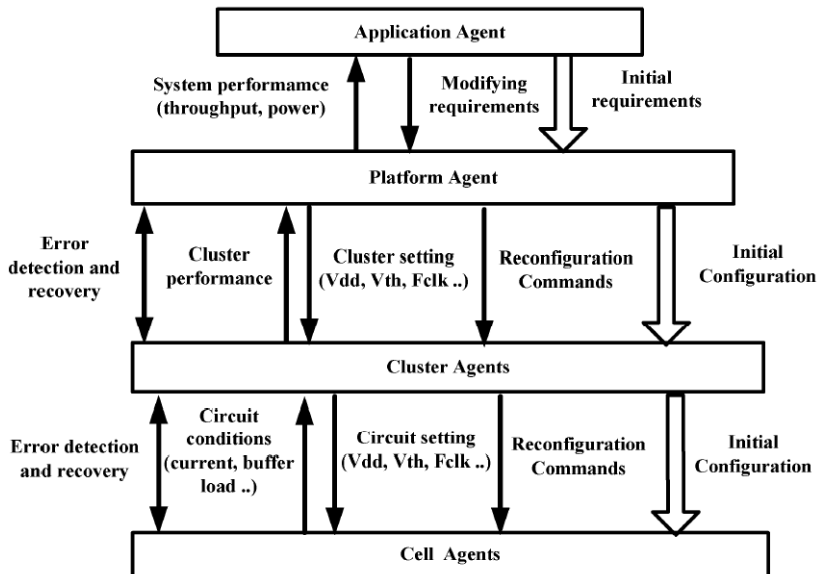 Application Agent
System performamce
(throughput, power)
Modifying
requirements
Initial
requirements
Platform Agent
Error
detection and
recovery
Cluster
performance
Cluster setting
(Vdd, Vth, Fclk ..)
Reconfiguration
Commands
Initial
Configuration
Cluster Agents
Error detection
and recovery
Circuit
conditions
(current, buffer
load ..)
Circuit setting
(Vdd, Vth, Fclk ..)
Reconfiguration
Commands
Initial
Configuration
Cell Agents